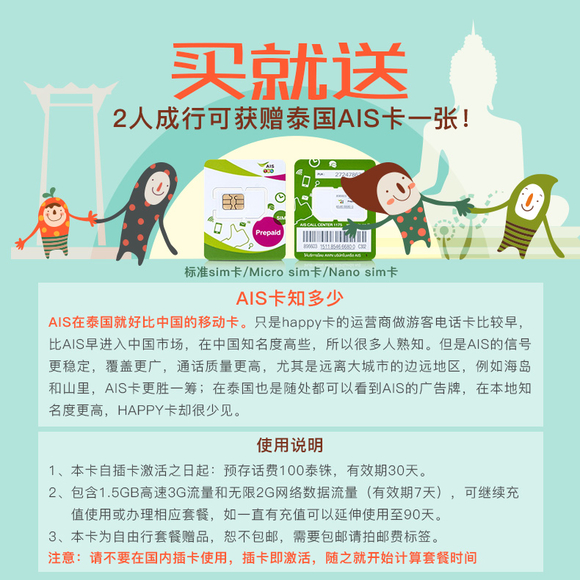 买就送
2人成行可获赠泰国AIS卡一张！
AIS
SIM
Prepaid
AIS CALL CENTER 1175
标准sim卡/Micro sim卡/Nano sim卡
AIS卡知多少
AIS在泰国就好比中国的移动卡。只是happy卡的运营商做游客电话卡比较早，
比AIS早进入中国市场，在中国知名度高些，所以很多人熟知。但是AIS的信号
更稳定，覆盖更广，通话质量更高，尤其是远离大城市的边远地区，例如海岛
和山里，AIS卡更胜一筹；在泰国也是随处都可以看到AIS的广告牌，在本地知
名度更高，HAPPY卡却很少见。
使用说明
1、本卡自插卡激活之日起：预存话费100泰铢，有效期30天。
2、包含1.5GB高速3G流量和无限2G网络数据流量（有效期7天），可继续充
值使用或办理相应套餐，如一直有充值可以延伸使用至90天。
3、本卡为自由行套餐赠品，恕不包邮，需要包邮请拍邮费标签。
注意：请不要在国内插卡使用，插卡即激活，随之就开始计算套餐时间